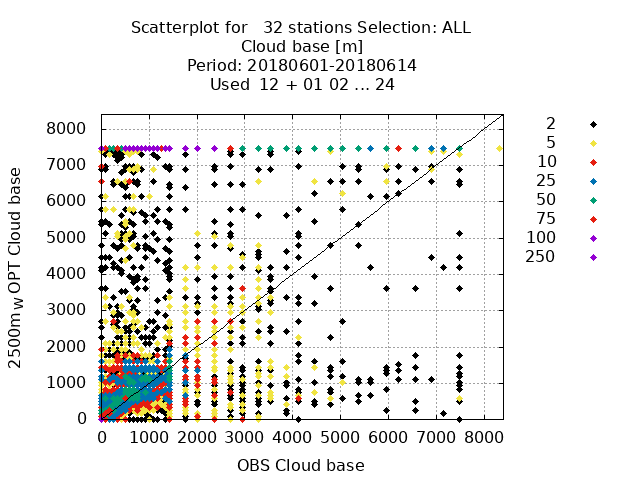 Scatterplot for   32 stations Selection: ALL
Cloud base [m]
Period: 20180601-20180614
Used  12 + 01 02 ... 24
2500m w OPT Cloud base
8000
7000
6000
5000
4000
3000
2000
1000
0
0 1000 2000 3000 4000 5000 6000 7000 8000
OBS Cloud base
2
5
10
25
50
75
100
250